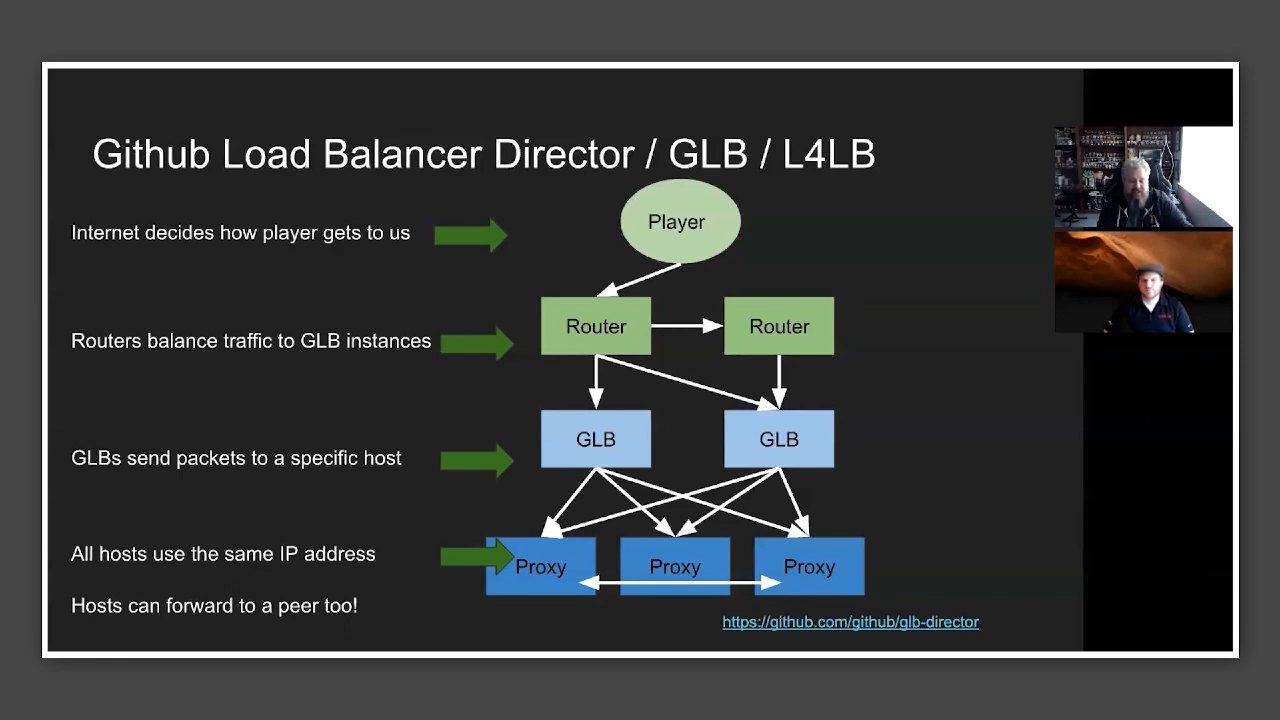 Github Load Balancer Director / GLB / L4LB
Internet decides how player gets to us
Player
Routers balance traffic to GLB instances
Router
Router
GLBs send packets to a specific host
GLB
GLB
All hosts use the same IP address
Proxy
Proxy
Proxy
Hosts can forward to a peer too!
https://github.com/github/glb-director